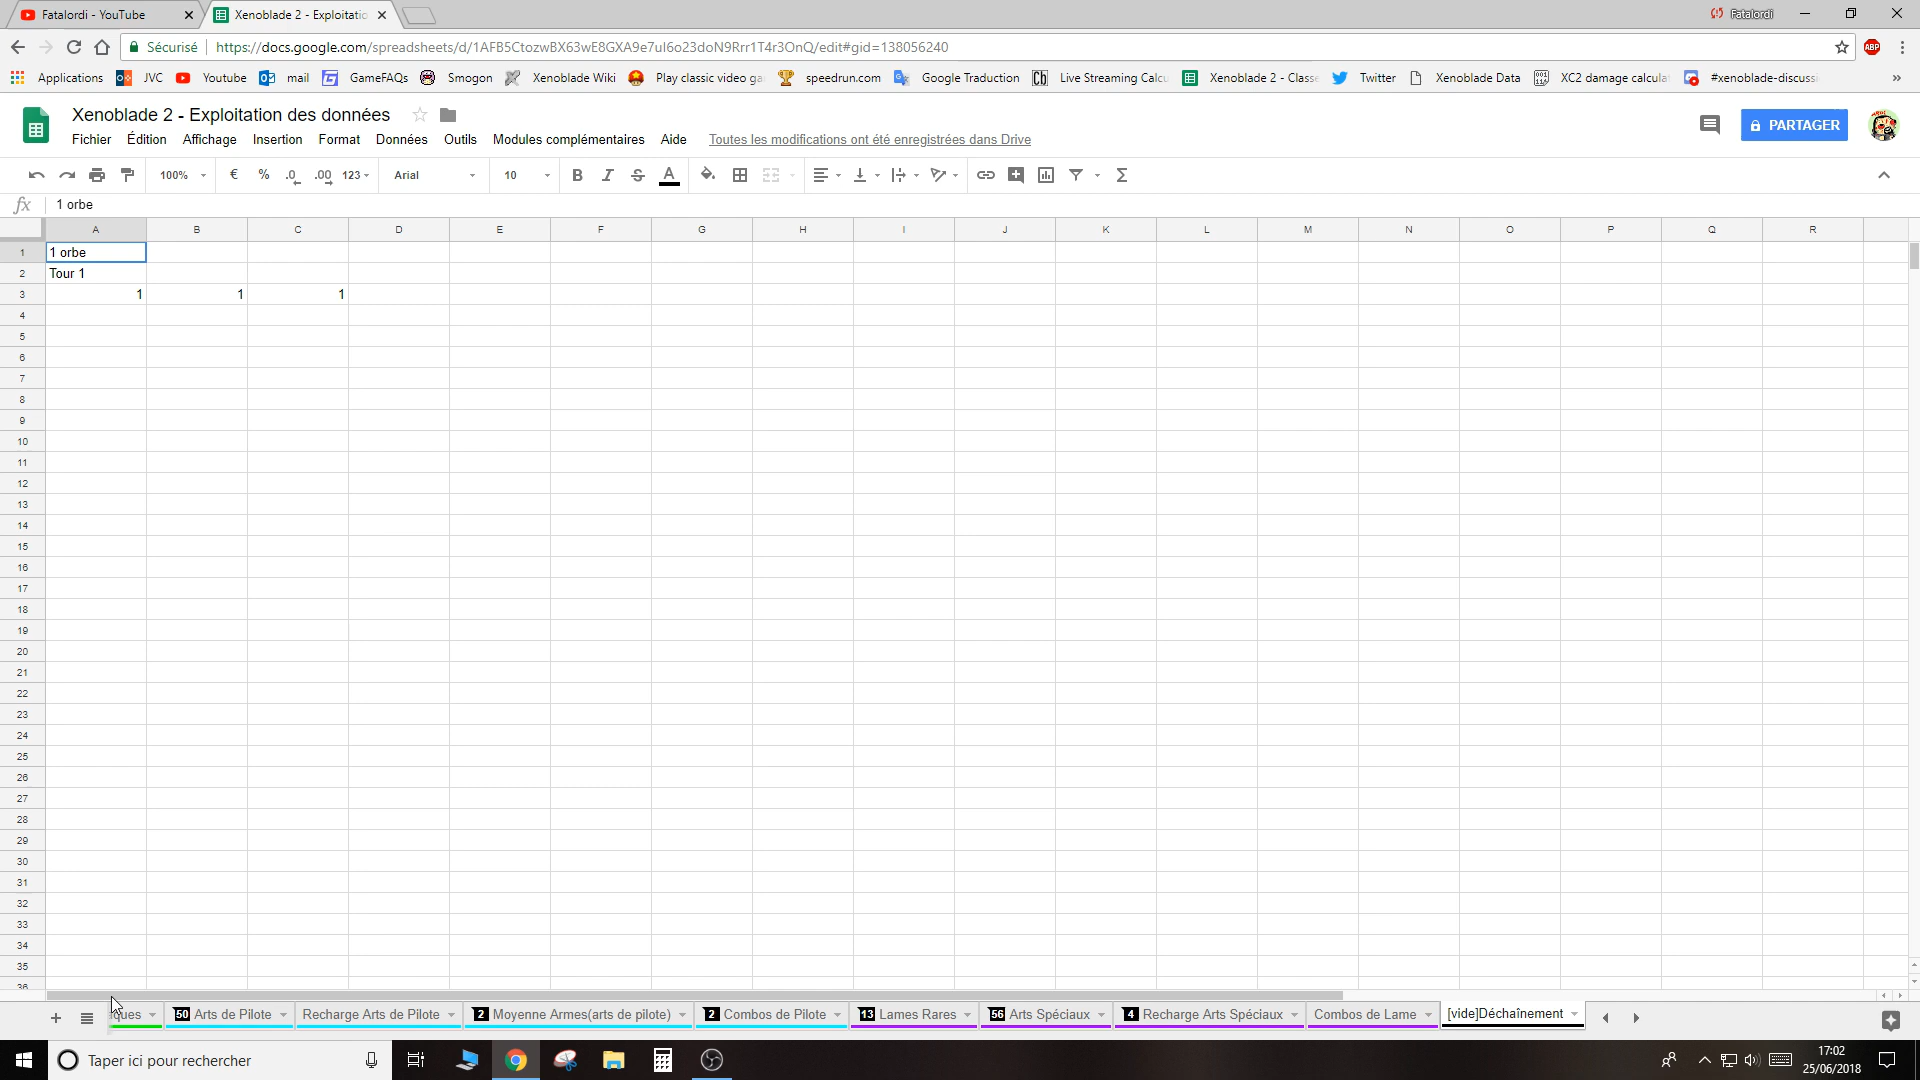 Fatalordi - YouTube
Xenoblade 2 - Exploitatio
Fatalordi
Sécurisé
https://docs.google.com/spreadsheets/d/1AFB5CtozwBX63wE8GXA9e7ul6o23doN9Rrr1T4r3OnQ/edit#gid=138056240
ABP
Applications JVC Youtube mail GameFAQs Smogon Xenoblade Wiki Play classic video ga speedrun.com Google Traduction Ch Live Streaming Calcu Xenoblade 2 - Classe Twitter Xenoblade Data XC2 damage calculat #xenoblade-discussi »
Xenoblade 2 - Exploitation des données
PARTAGER
Fichier Édition Affichage Insertion Format Données Outils Modules complémentaires Aide Toutes les modifications ont été enregistrées dans Drive
100% € % .0 .00 123 Arial 10 B I S A Σ
fx 1 orbe
A B C D E F G H I J K L M N O P Q R
1 1 orbe
2 Tour 1
3 1 1 1
4
5
6
7
8
9
10
11
12
13
14
15
16
17
18
19
20
21
22
23
24
25
26
27
28
29
30
31
32
33
34
35
36
+ ques 50 Arts de Pilote Recharge Arts de Pilote 2 Moyenne Armes(arts de pilote) 2 Combos de Pilote 13 Lames Rares 56 Arts Spéciaux 4 Recharge Arts Spéciaux Combos de Lame [vide]Déchaînement
Taper ici pour rechercher
17:02
25/06/2018